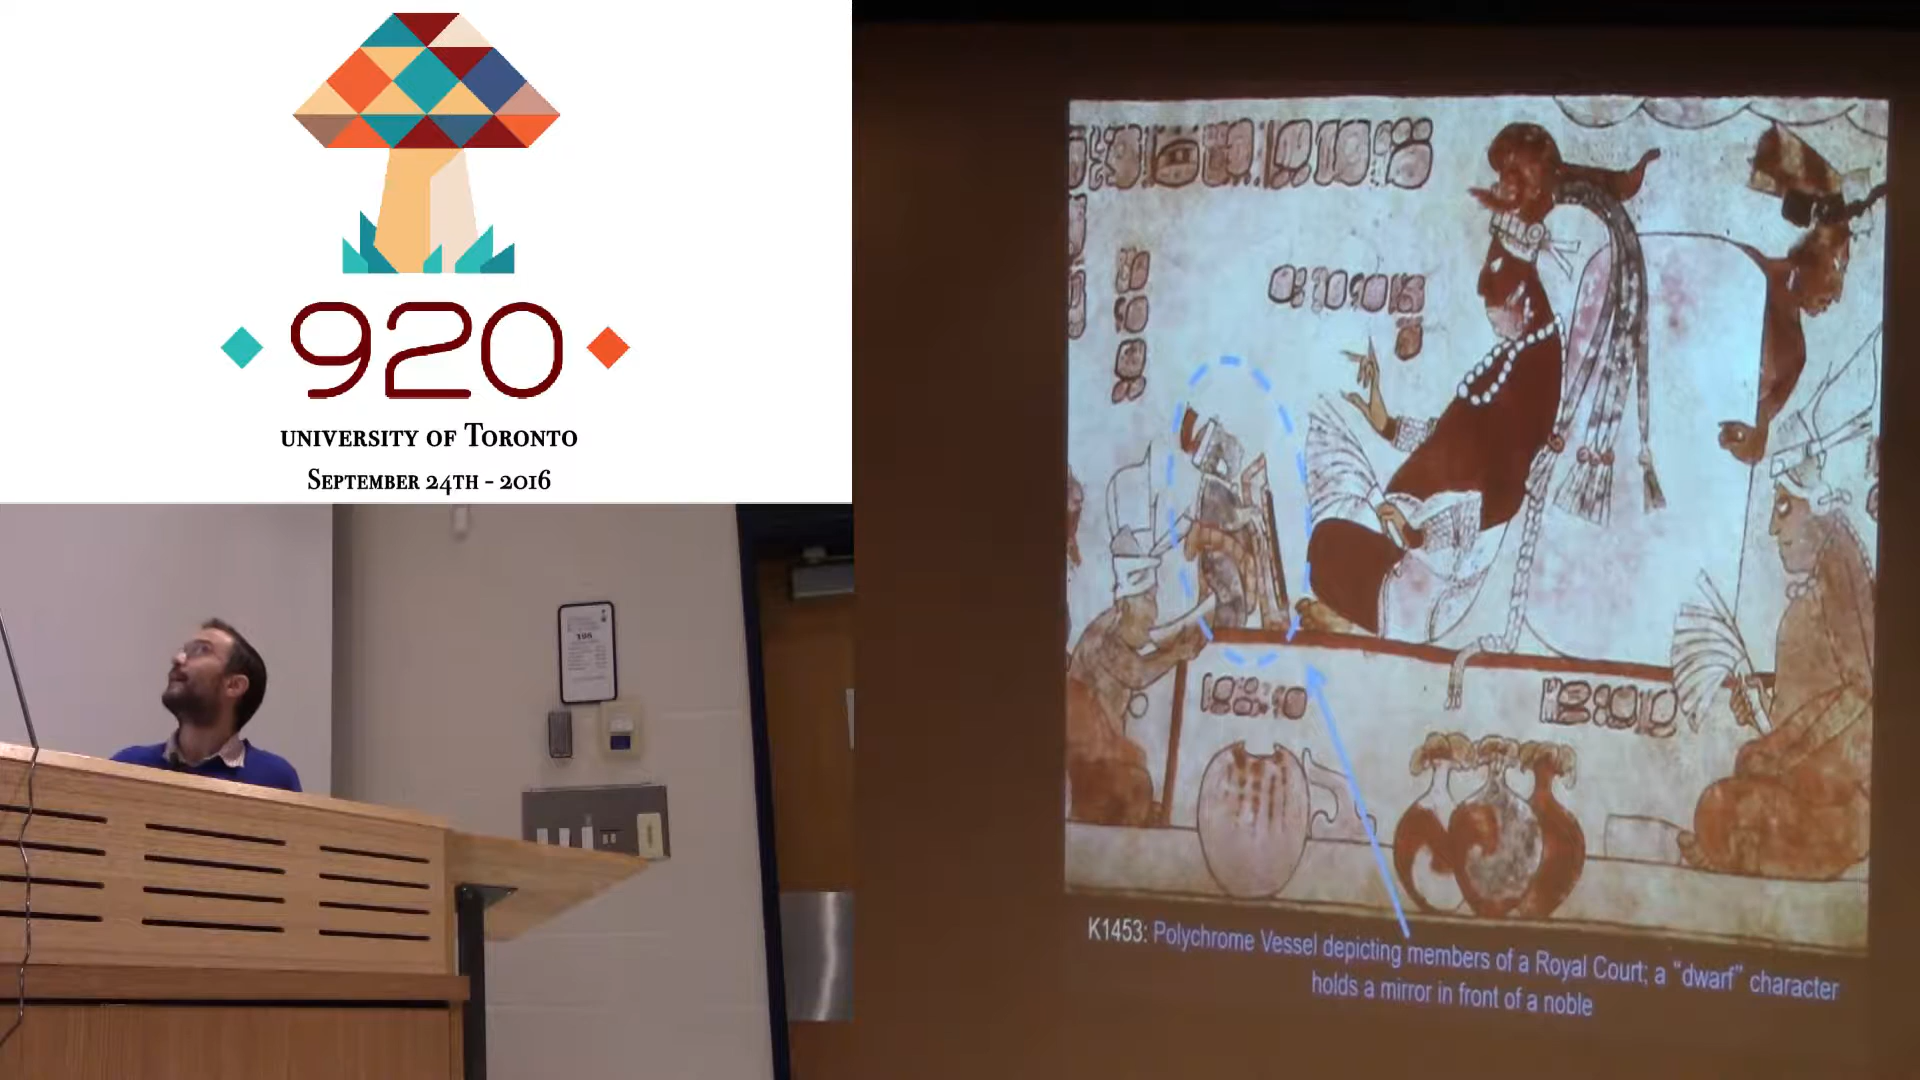 920
UNIVERSITY OF TORONTO
SEPTEMBER 24TH - 2016
K1453: Polychrome Vessel depicting members of a Royal Court; a “dwarf” character
holds a mirror in front of a noble